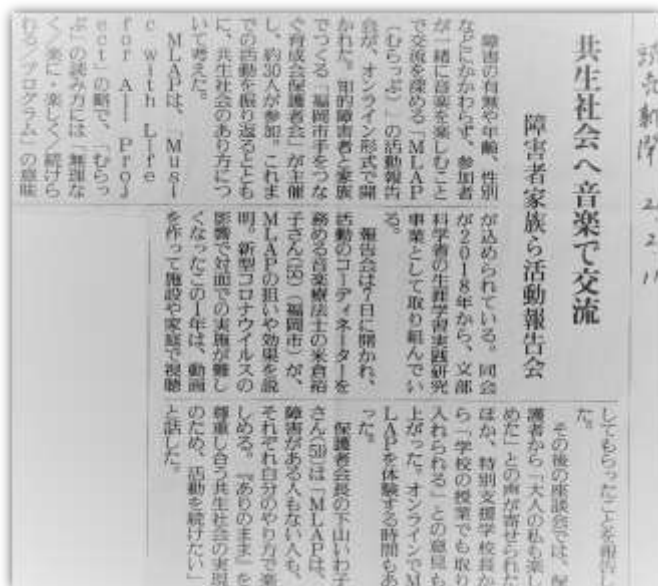 共生社会へ音楽で交流
障害者家族ら活動報告会
障害の有無や年齢、性別
などにかかわらず、参加者
が一緒に音楽を楽しむこと
で交流を深める「MLAP
(むらっぷ)」の活動報告
会が、オンライン形式で開
かれた。知的障害者と家族
でつくる「福岡市手をつな
ぐ育成会保護者会」が主催
し、約30人が参加。これま
での活動を振り返るととも
に、共生社会のあり方につ
いて考えた。
MLAPは、「Musi
c with Life
for All Proj
ect」の略で、「むらっ
ぷ」の読み方には「無理な
く/楽に・楽しく/続けら
れる/プログラム」の意味
が込められている。同会
が2018年から、文部
科学省の生涯学習実践研究
事業として取り組んでい
る。
報告会は7日に開かれ、
活動のコーディネーターを
務める音楽療法士の米倉裕
子さん(58)(福岡市)が、
MLAPの狙いや効果を説
明。新型コロナウイルスの
影響で対面での実施が難し
くなったこの1年は、動画
を作って施設や家庭で視聴
してもらったことを報告し
た。
その後の座談会では、保
護者から「大人の私も楽し
めた」との声が寄せられた
ほか、特別支援学校長か
ら「学校の授業でも取り
入れられる」との意見も
上がった。オンラインでM
LAPを体験する時間もあ
った。
保護者会長の下山いわ子
さん(59)は「MLAPは、
障害がある人もない人も、
それぞれ自分のやり方で楽
しめる。『ありのまま』を
尊重し合う共生社会の実現
のため、活動を続けたい」
と話した。